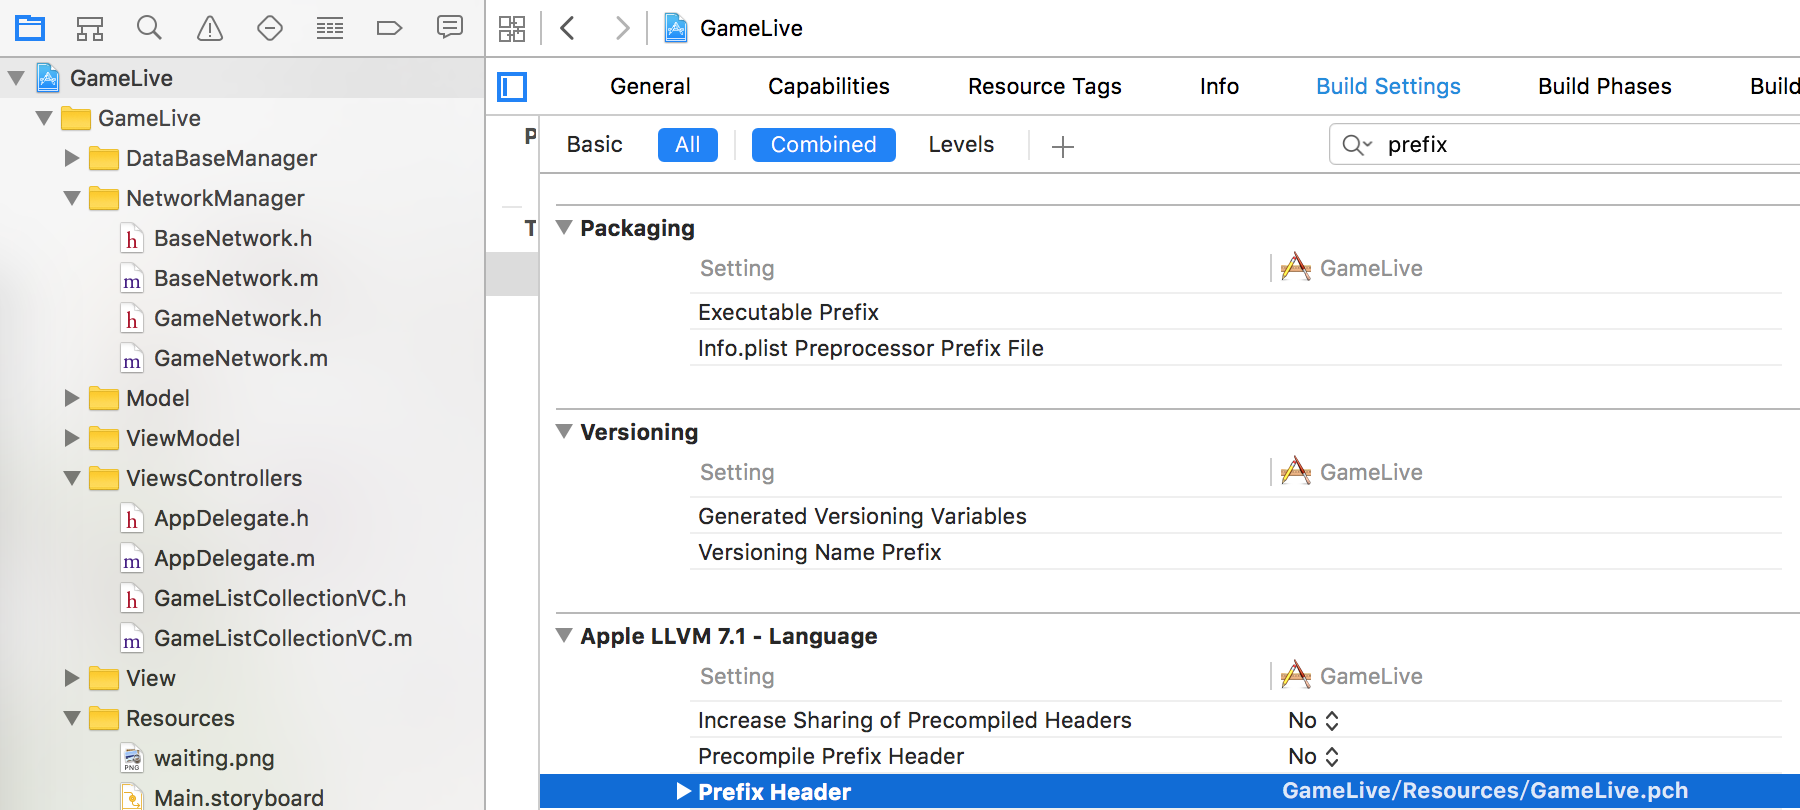 GameLive
GameLive
DataBaseManager
NetworkManager
h BaseNetwork.h
m BaseNetwork.m
h GameNetwork.h
m GameNetwork.m
Model
ViewModel
ViewsControllers
h AppDelegate.h
m AppDelegate.m
h GameListCollectionVC.h
m GameListCollectionVC.m
View
Resources
PNG waiting.png
Main.storyboard
GameLive
General Capabilities Resource Tags Info Build Settings Build Phases Build
P
T
Basic All Combined Levels prefix
Packaging
Setting GameLive
Executable Prefix
Info.plist Preprocessor Prefix File
Versioning
Setting GameLive
Generated Versioning Variables
Versioning Name Prefix
Apple LLVM 7.1 - Language
Setting GameLive
Increase Sharing of Precompiled Headers No
Precompile Prefix Header No
Prefix Header GameLive/Resources/GameLive.pch